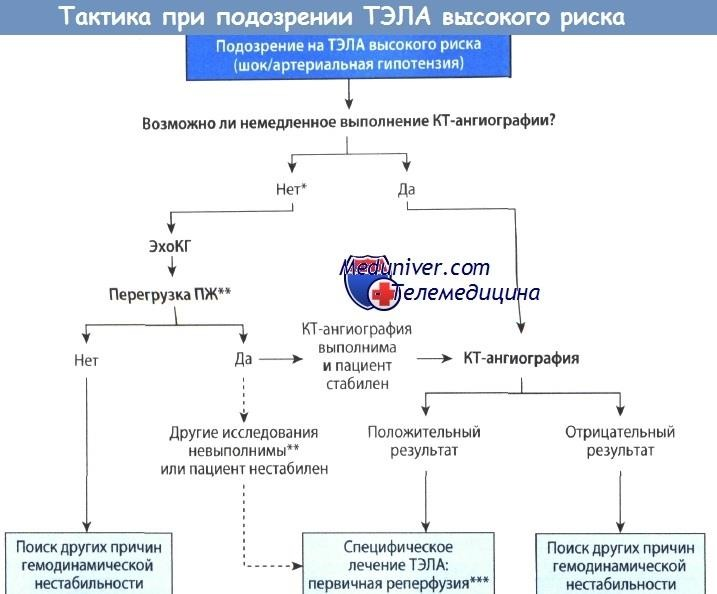 Тактика при подозрении ТЭЛА высокого риска
Подозрение на ТЭЛА высокого риска
(шок/артериальная гипотензия)
Возможно ли немедленное выполнение КТ-ангиографии?
Нет*
Да
ЭхоКГ
Перегрузка ПЖ**
Meduniver.com
Телемедицина
Нет
Да
КТ-ангиография
выполнима
и пациент
стабилен
КТ-ангиография
Другие исследования
невыполнимы**
или пациент нестабилен
Положительный
результат
Отрицательный
результат
Поиск других причин
гемодинамической
нестабильности
Специфическое
лечение ТЭЛА:
первичная реперфузия***
Поиск других причин
гемодинамической
нестабильности